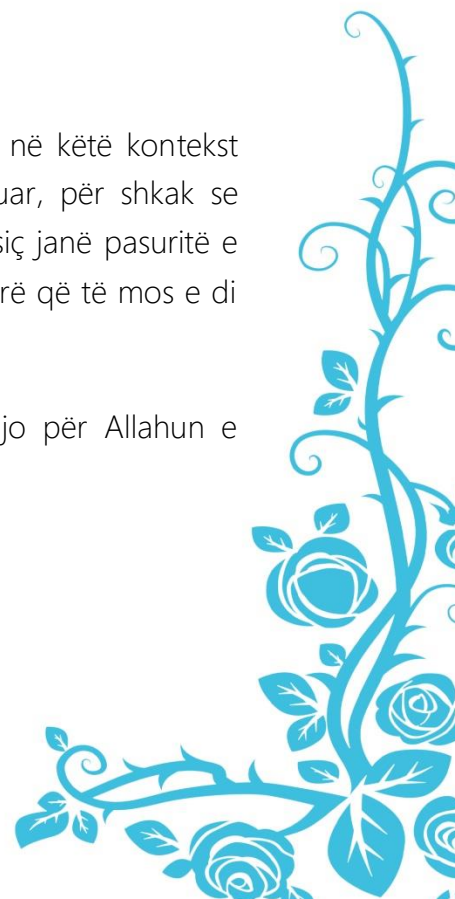 në këtë kontekst
uar, për shkak se
siç janë pasuritë e
rë që të mos e di
jo për Allahun e